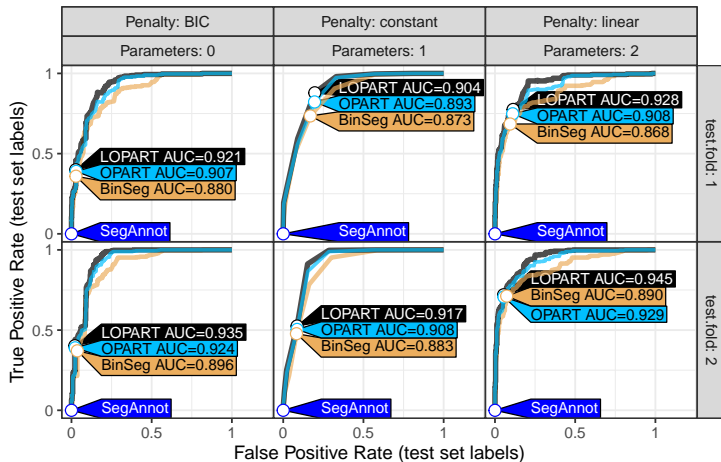 Penalty: BIC
Penalty: constant
Penalty: linear
Parameters: 0
Parameters: 1
Parameters: 2
True Positive Rate (test set labels)
1
0.5
0
LOPART AUC=0.921
OPART AUC=0.907
BinSeg AUC=0.880
SegAnnot
LOPART AUC=0.904
OPART AUC=0.893
BinSeg AUC=0.873
SegAnnot
LOPART AUC=0.928
OPART AUC=0.908
BinSeg AUC=0.868
SegAnnot
test.fold: 1
1
0.5
0
LOPART AUC=0.935
OPART AUC=0.924
BinSeg AUC=0.896
SegAnnot
LOPART AUC=0.917
OPART AUC=0.908
BinSeg AUC=0.883
SegAnnot
LOPART AUC=0.945
BinSeg AUC=0.890
OPART AUC=0.929
SegAnnot
test.fold: 2
0 0.5 1
0 0.5 1
0 0.5 1
False Positive Rate (test set labels)